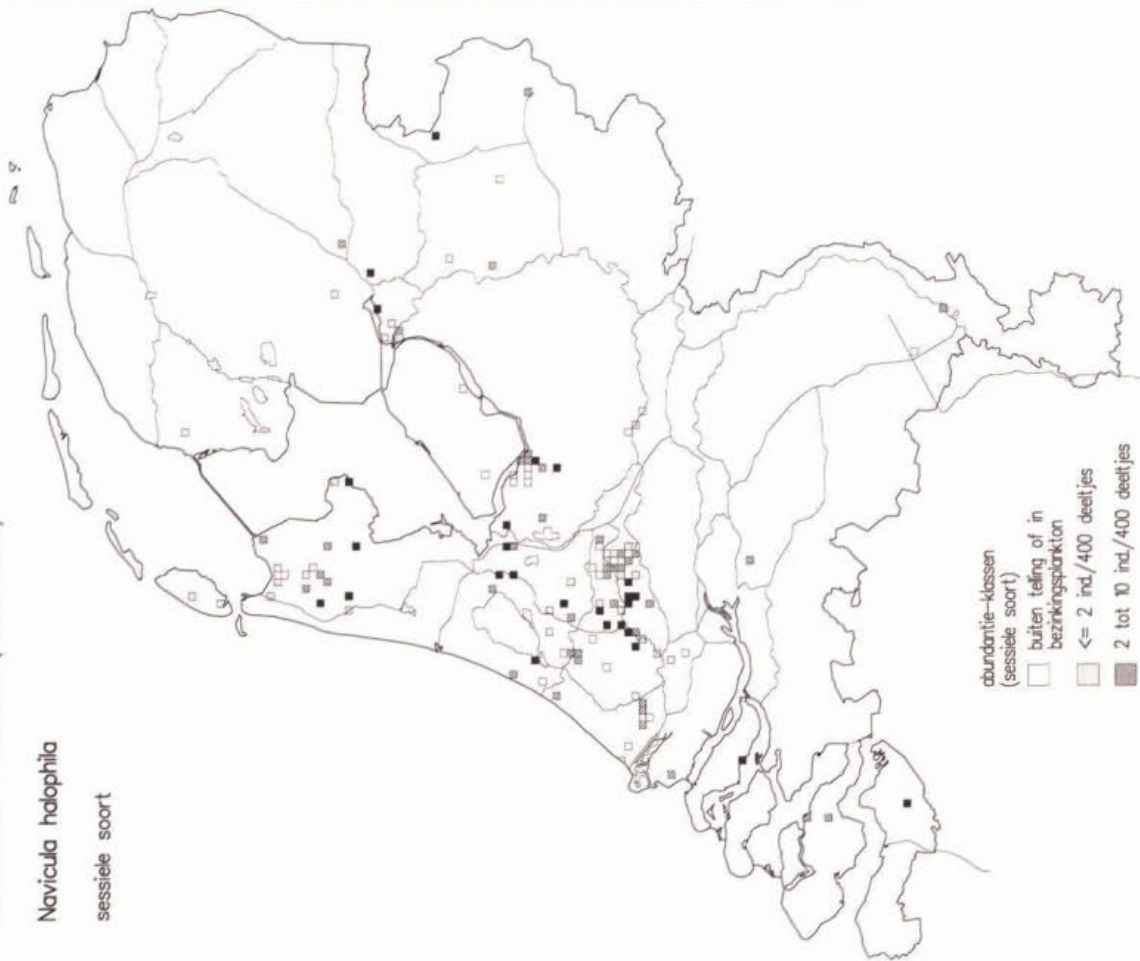 Navicula halophila
sessiele soort
abundantie-klassen
(sessiele soort)
buiten telling of in
bezinkingsplankton
<= 2 ind./400 deeltjes
2 tot 10 ind./400 deeltjes